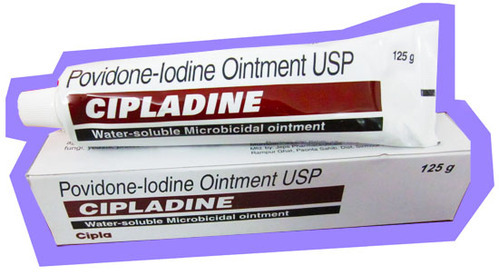 Povidone-Iodine Ointment USP
125 g
CIPLADINE
Water-soluble Microbicidal ointment
125 g
Povidone-Iodine Ointment USP
CIPLADINE
Water-soluble Microbicidal ointment
Cipla